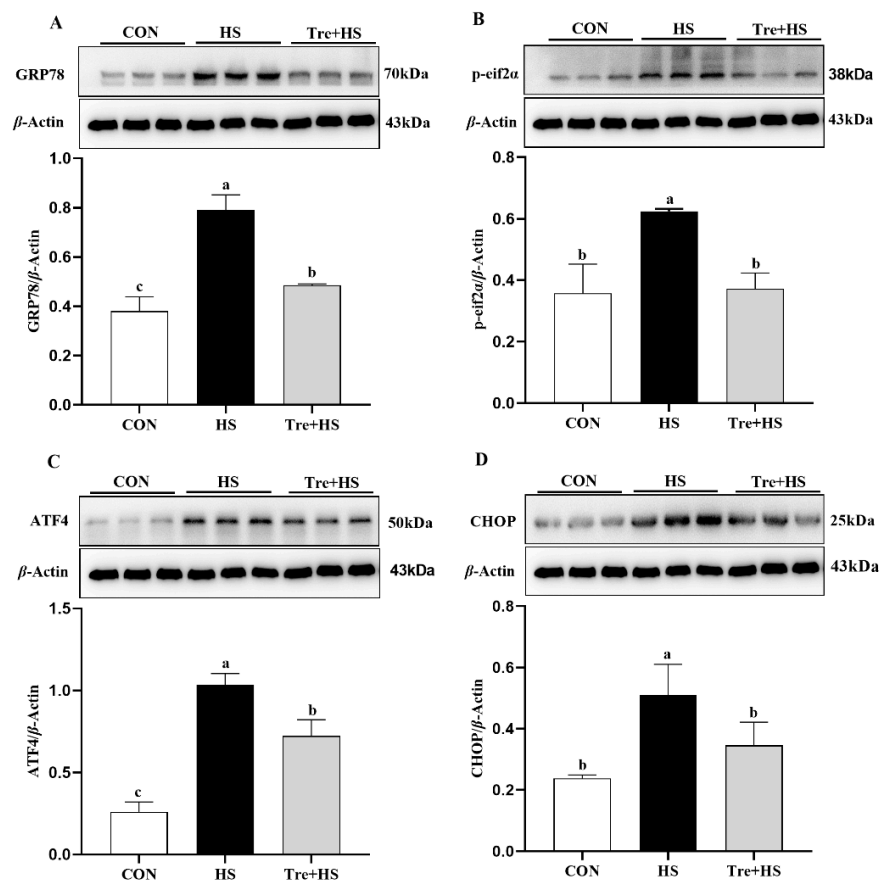 A
CON HS Tre+HS
GRP78 70kDa
β-Actin 43kDa
GRP78/β-Actin
1.0
0.8
0.6
0.4
0.2
0.0
a
b
c
CON HS Tre+HS
B
CON HS Tre+HS
p-eif2α 38kDa
β-Actin 43kDa
p-eif2α/β-Actin
0.8
0.6
0.4
0.2
0.0
b
a
b
CON HS Tre+HS
C
CON HS Tre+HS
ATF4 50kDa
β-Actin 43kDa
ATF4/β-Actin
1.5
1.0
0.5
0.0
c
a
b
CON HS Tre+HS
D
CON HS Tre+HS
CHOP 25kDa
β-Actin 43kDa
CHOP/β-Actin
0.8
0.6
0.4
0.2
0.0
b
a
b
CON HS Tre+HS